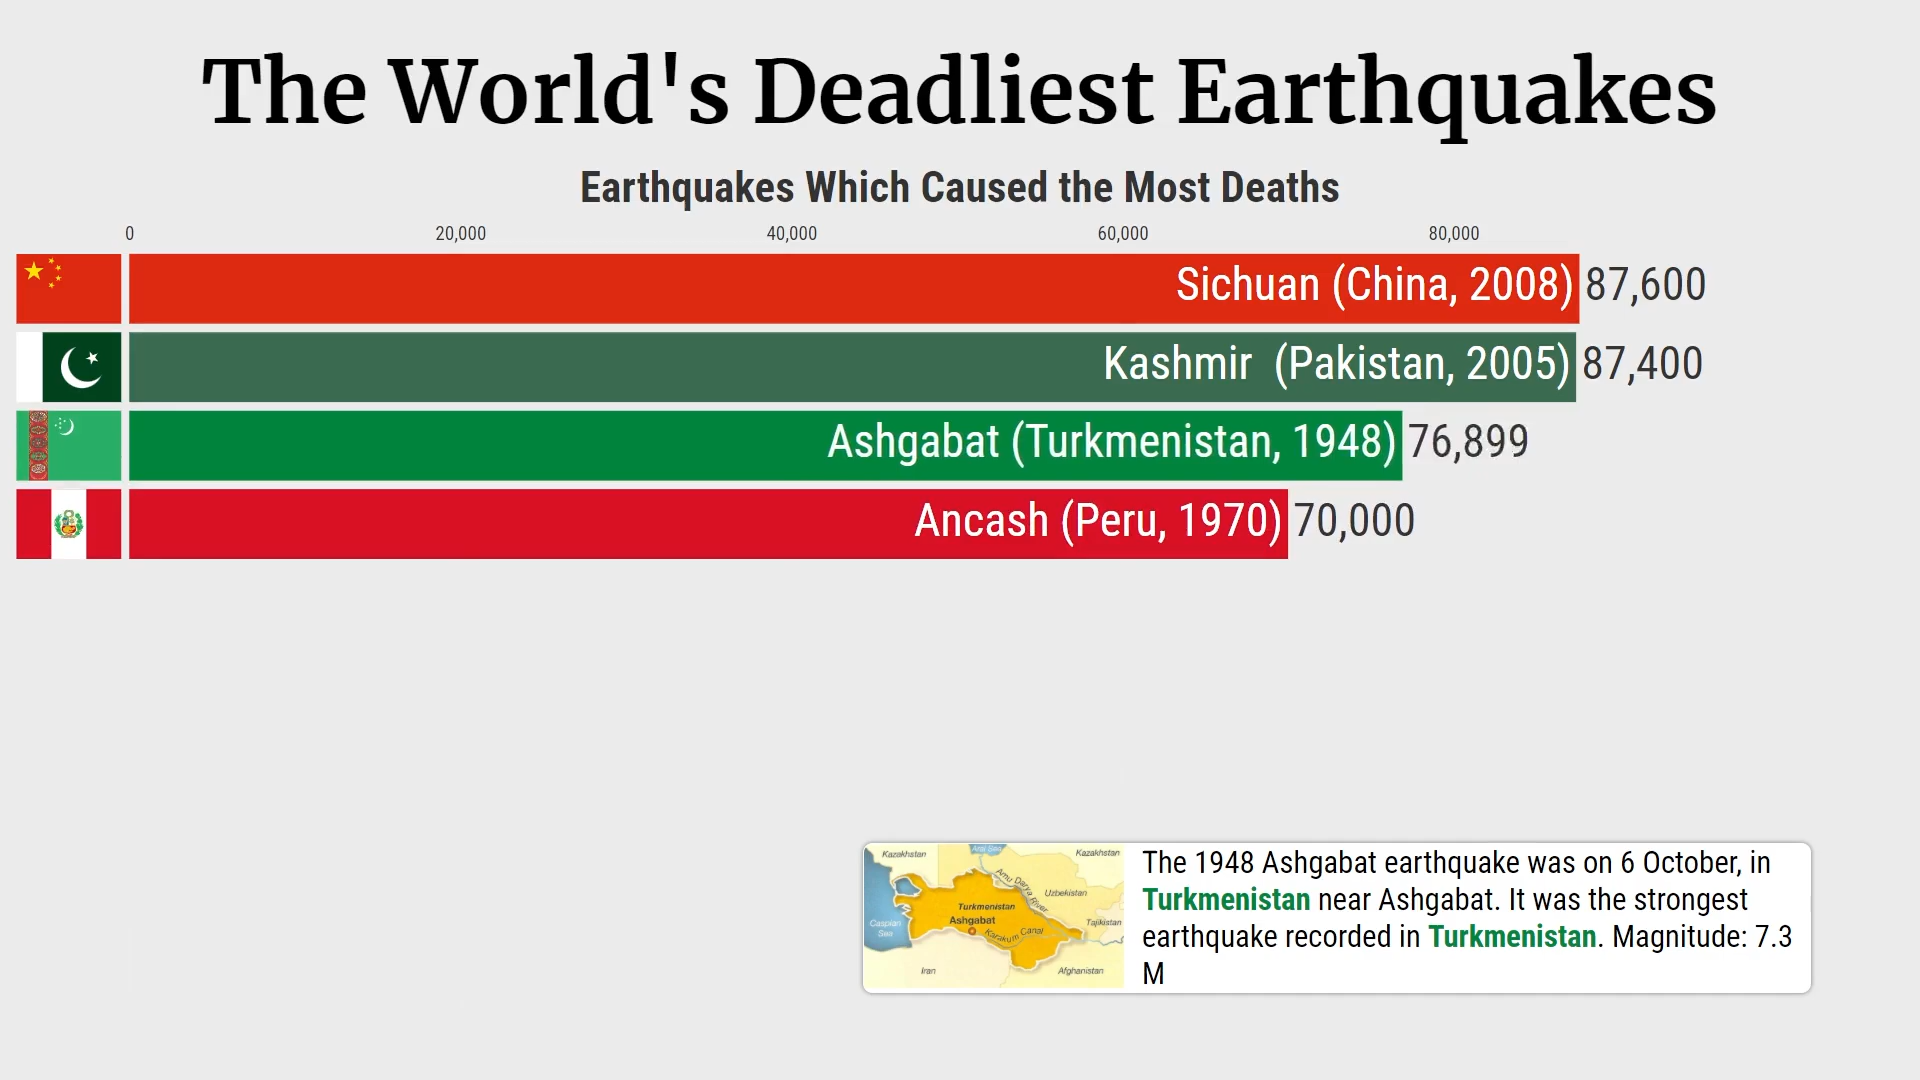 The World's Deadliest Earthquakes
Earthquakes Which Caused the Most Deaths
0 20,000 40,000 60,000 80,000
Sichuan (China, 2008) 87,600
Kashmir (Pakistan, 2005) 87,400
Ashgabat (Turkmenistan, 1948) 76,899
Ancash (Peru, 1970) 70,000
The 1948 Ashgabat earthquake was on 6 October, in
Turkmenistan near Ashgabat. It was the strongest
earthquake recorded in Turkmenistan. Magnitude: 7.3
M
Kazakhstan
Aral Sea
Kazakhstan
Amu Darya River
Uzbekistan
Turkmenistan
Ashgabat
Caspian
Sea
Tajikistan
Karakum Canal
Iran
Afghanistan